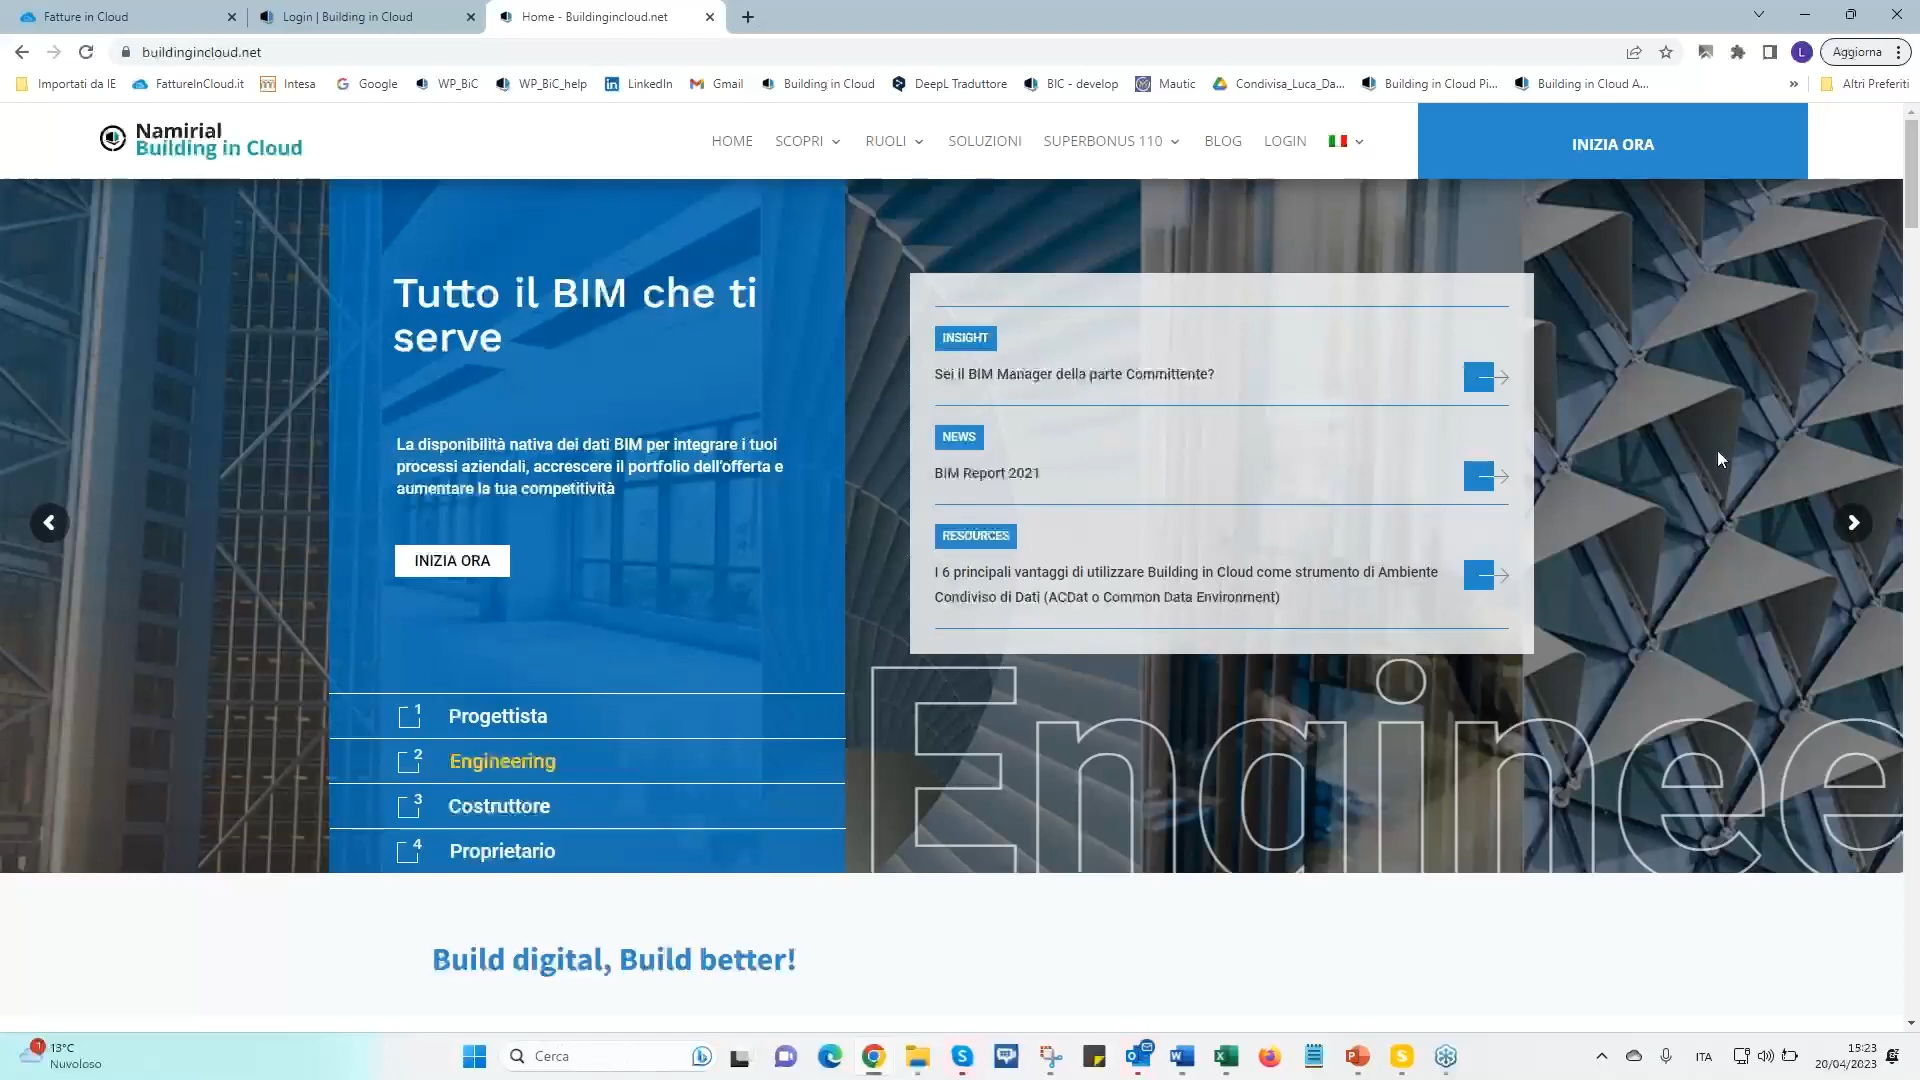 Fatture in Cloud
Login | Building in Cloud
Home - Buildingincloud.net
buildingincloud.net
L
Aggiorna
Importati da IE
FattureInCloud.it
Intesa
Google
WP_BiC
WP_BiC_help
LinkedIn
Gmail
Building in Cloud
DeepL Traduttore
BIC - develop
Mautic
Condivisa_Luca_Da...
Building in Cloud Pi...
Building in Cloud A...
»
Altri Preferiti
Namirial
Building in Cloud
HOME
SCOPRI
RUOLI
SOLUZIONI
SUPERBONUS 110
BLOG
LOGIN
INIZIA ORA
Tutto il BIM che ti
serve
La disponibilità nativa dei dati BIM per integrare i tuoi
processi aziendali, accrescere il portfolio dell'offerta e
aumentare la tua competitività
INIZIA ORA
1 Progettista
2 Engineering
3 Costruttore
4 Proprietario
INSIGHT
Sei il BIM Manager della parte Committente?
NEWS
BIM Report 2021
RESOURCES
I 6 principali vantaggi di utilizzare Building in Cloud come strumento di Ambiente
Condiviso di Dati (ACDat o Common Data Environment)
Enginee
Build digital, Build better!
1
13°C
Nuvoloso
Cerca
ITA
15:23
20/04/2023